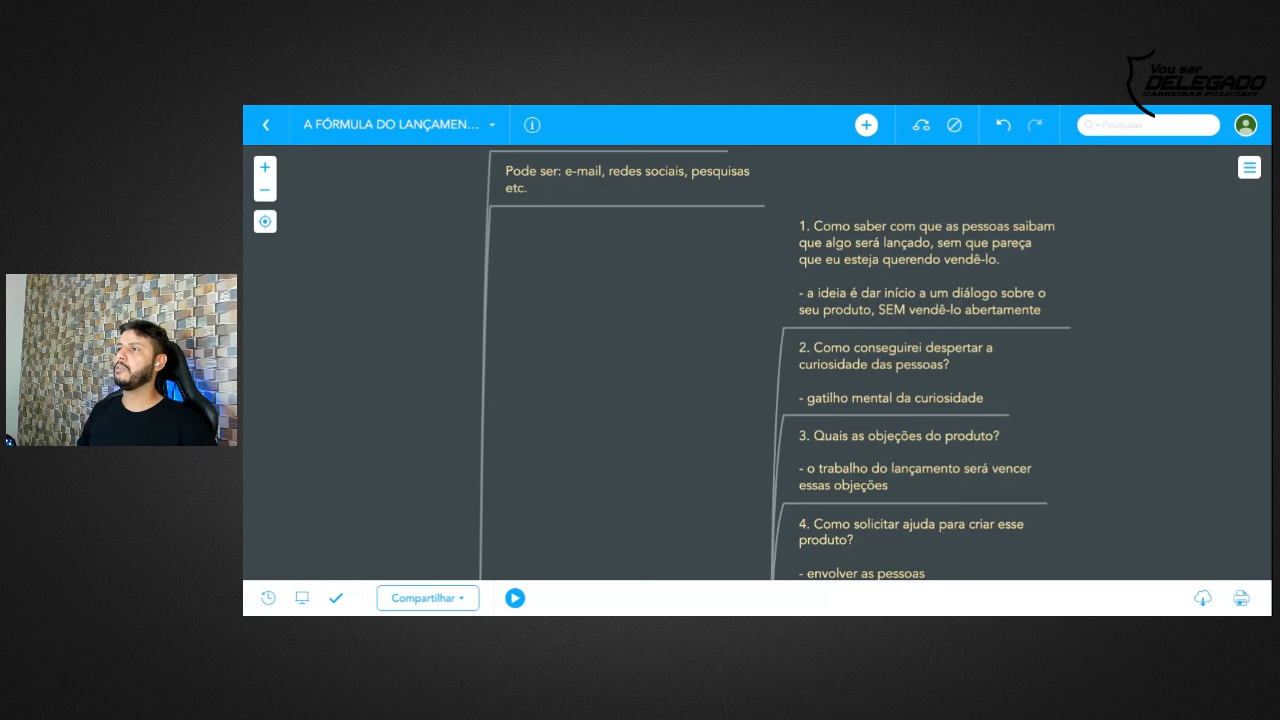 Vou ser
DELEGADO
CARREIRAS POLICIAIS
A FÓRMULA DO LANÇAMEN...
Pesquisar
Pode ser: e-mail, redes sociais, pesquisas
etc.
1. Como saber com que as pessoas saibam
que algo será lançado, sem que pareça
que eu esteja querendo vendê-lo.
- a ideia é dar início a um diálogo sobre o
seu produto, SEM vendê-lo abertamente
2. Como conseguirei despertar a
curiosidade das pessoas?
- gatilho mental da curiosidade
3. Quais as objeções do produto?
- o trabalho do lançamento será vencer
essas objeções
4. Como solicitar ajuda para criar esse
produto?
- envolver as pessoas
Compartilhar